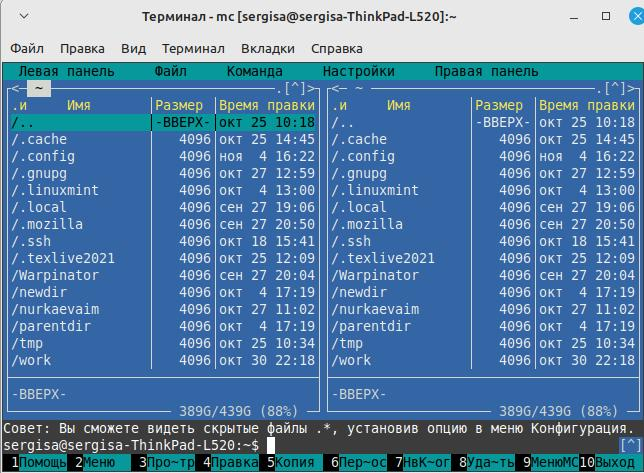 Терминал - mc [sergisa@sergisa-ThinkPad-L520]:~
Файл Правка Вид Терминал Вкладки Справка
Левая панель Файл Команда Настройки Правая панель
<─ ~ .[^]> <─ ~ .[^]>
.и Имя Размер Время правки .и Имя Размер Время правки
/.. -ВВЕРХ- окт 25 10:18 /.. -ВВЕРХ- окт 25 10:18
/.cache 4096 окт 25 14:45 /.cache 4096 окт 25 14:45
/.config 4096 ноя 4 16:22 /.config 4096 ноя 4 16:22
/.gnupg 4096 окт 27 12:59 /.gnupg 4096 окт 27 12:59
/.linuxmint 4096 окт 4 13:00 /.linuxmint 4096 окт 4 13:00
/.local 4096 сен 27 19:06 /.local 4096 сен 27 19:06
/.mozilla 4096 сен 27 20:50 /.mozilla 4096 сен 27 20:50
/.ssh 4096 окт 18 15:41 /.ssh 4096 окт 18 15:41
/.texlive2021 4096 окт 25 12:09 /.texlive2021 4096 окт 25 12:09
/Warpinator 4096 сен 27 20:04 /Warpinator 4096 сен 27 20:04
/newdir 4096 окт 4 17:19 /newdir 4096 окт 4 17:19
/nurkaevaim 4096 окт 27 11:02 /nurkaevaim 4096 окт 27 11:02
/parentdir 4096 окт 4 17:19 /parentdir 4096 окт 4 17:19
/tmp 4096 окт 25 10:34 /tmp 4096 окт 25 10:34
/work 4096 окт 30 22:18 /work 4096 окт 30 22:18
-ВВЕРХ- -ВВЕРХ-
389G/439G (88%) 389G/439G (88%)
Совет: Вы сможете видеть скрытые файлы .*, установив опцию в меню Конфигурация.
sergisa@sergisa-ThinkPad-L520:~$ [^]
1Помощь 2Меню 3Про~тр 4Правка 5Копия 6Пер~ос 7НвК~ог 8Уда~ть 9МенюMC 10Выход